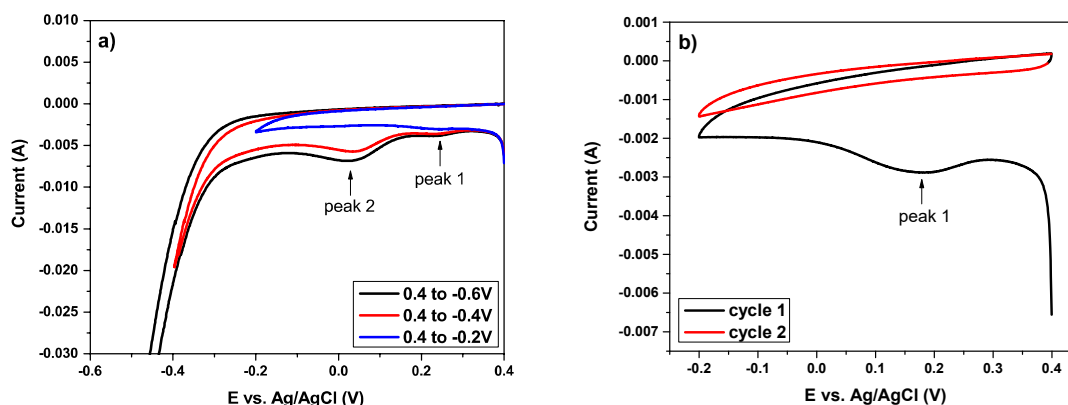 a)
0.010
0.005
0.000
-0.005
-0.010
-0.015
-0.020
-0.025
-0.030
Current (A)
-0.6
-0.4
-0.2
0.0
0.2
0.4
E vs. Ag/AgCl (V)
peak 1
peak 2
0.4 to -0.6V
0.4 to -0.4V
0.4 to -0.2V
b)
0.001
0.000
-0.001
-0.002
-0.003
-0.004
-0.005
-0.006
-0.007
Current (A)
-0.2
-0.1
0.0
0.1
0.2
0.3
0.4
E vs. Ag/AgCl (V)
peak 1
cycle 1
cycle 2